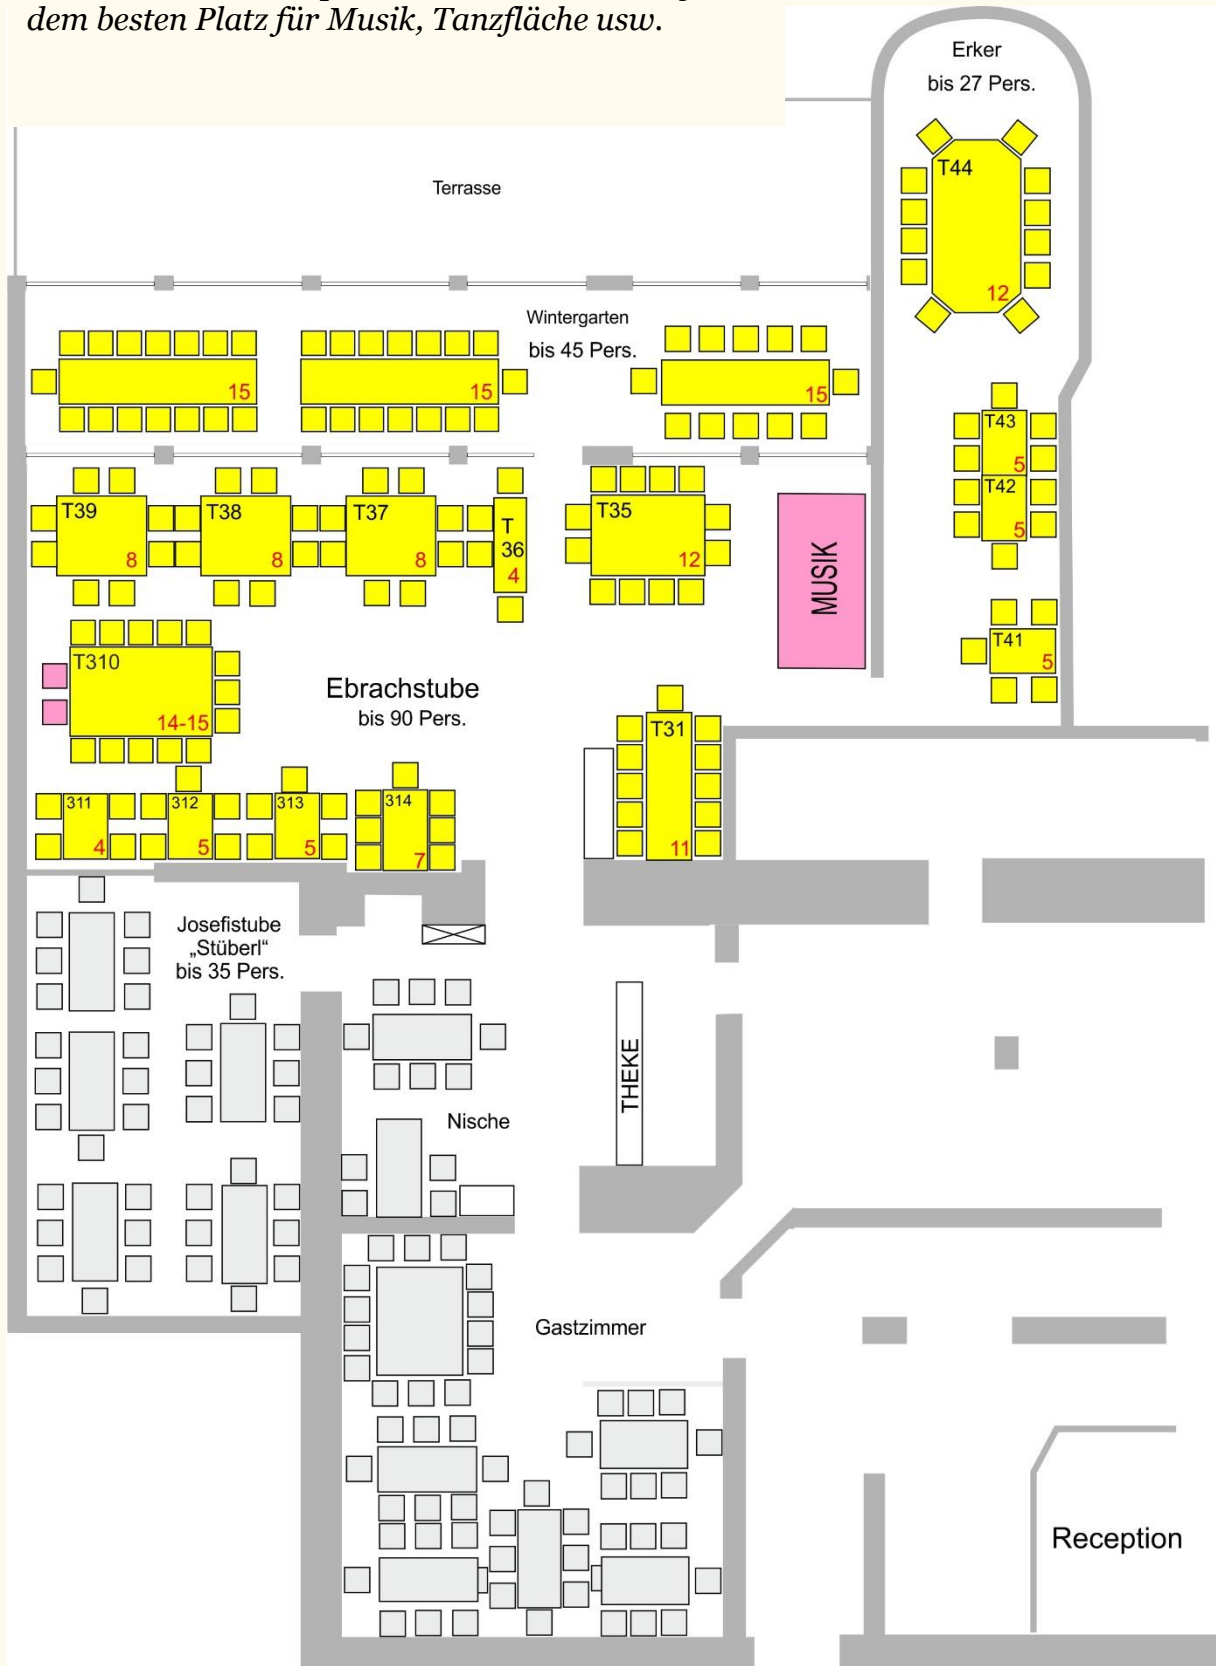 dem besten Platz für Musik, Tanzfläche usw.
Erker
bis 27 Pers.
T44
12
Terrasse
Wintergarten
bis 45 Pers.
15
15
15
T43
5
T42
5
T39
8
T38
8
T37
8
T
36
4
T35
12
MUSIK
T41
5
T310
14-15
Ebrachstube
bis 90 Pers.
T31
11
311
4
312
5
313
5
314
7
Josefistube
„Stüberl“
bis 35 Pers.
THEKE
Nische
Gastzimmer
Reception